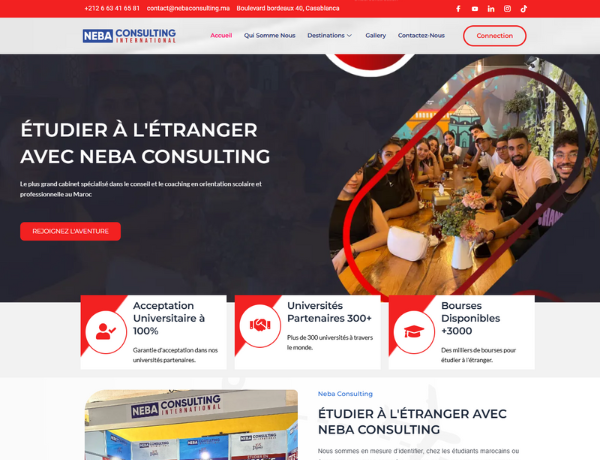 +212 6 63 41 65 81 contact@nebaconsulting.ma Boulevard bordeaux 40, Casablanca
NEBA CONSULTING
INTERNATIONAL
Accueil Qui Somme Nous Destinations Gallery Contactez-Nous Connection
ÉTUDIER À L'ÉTRANGER
AVEC NEBA CONSULTING
Le plus grand cabinet spécialisé dans le conseil et le coaching en orientation scolaire et
professionnelle au Maroc
REJOIGNEZ L'AVENTURE
Acceptation
Universitaire à
100%
Garantie d'acceptation dans nos
universités partenaires.
Universités
Partenaires 300+
Plus de 300 universités à travers
le monde.
Bourses
Disponibles
+3000
Des milliers de bourses pour
étudier à l'étranger.
NEBA CONSULTING
INTERNATIONAL
NEBA CONSULTING
Neba Consulting
ÉTUDIER À L'ÉTRANGER AVEC
NEBA CONSULTING
Nous sommes en mesure d'identifier, chez les étudiants marocains ou